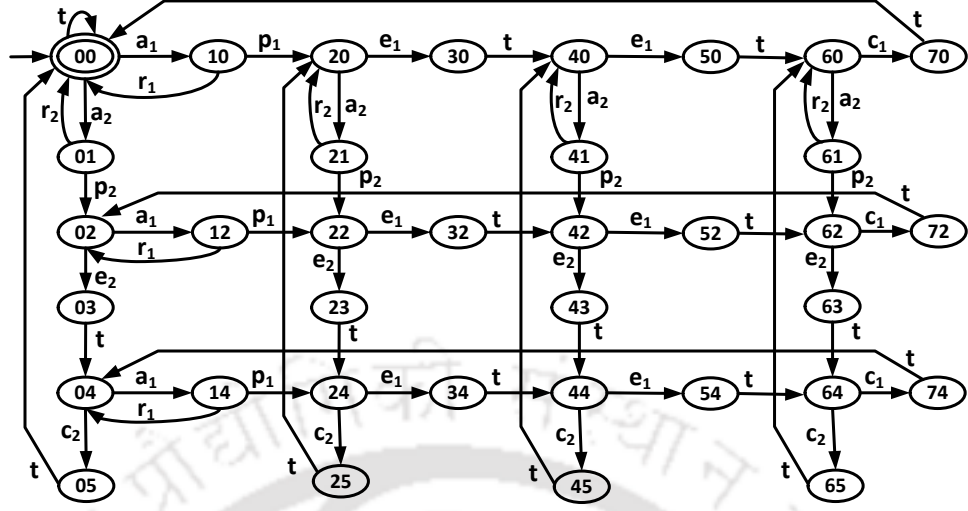 t t
00 a₁ 10 p₁ 20 e₁ 30 t 40 e₁ 50 t 60 c₁ 70
r₁
r₂ a₂ r₂ a₂ r₂ a₂ r₂ a₂
01 21 41 61
p₂ p₂ p₂ p₂
t
02 a₁ 12 p₁ 22 e₁ 32 t 42 e₁ 52 t 62 c₁ 72
r₁
e₂ e₂ e₂ e₂
03 23 43 63
t t t t
t
04 a₁ 14 p₁ 24 e₁ 34 t 44 e₁ 54 t 64 c₁ 74
r₁
c₂ c₂ c₂ c₂
t t t t
05 25 45 65